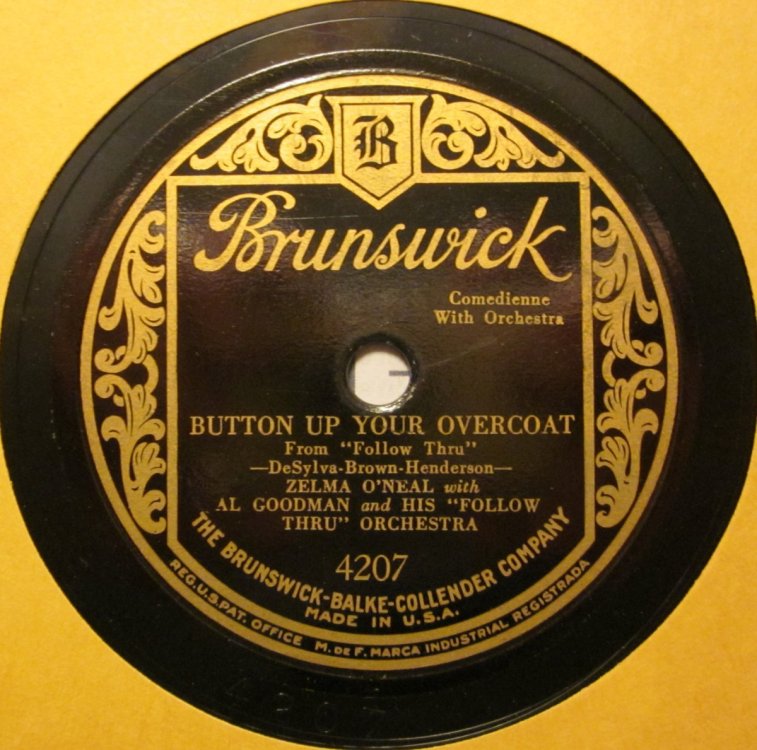 B
Brunswick
Comedienne
With Orchestra
BUTTON UP YOUR OVERCOAT
From "Follow Thru"
—DeSylva-Brown-Henderson—
ZELMA O'NEAL with
AL GOODMAN and HIS "FOLLOW
THRU" ORCHESTRA
4207
THE BRUNSWICK-BALKE-COLLENDER COMPANY
MADE IN U.S.A.
REG.U.S.PAT. OFFICE M. DE F. MARCA INDUSTRIAL REGISTRADA
4207